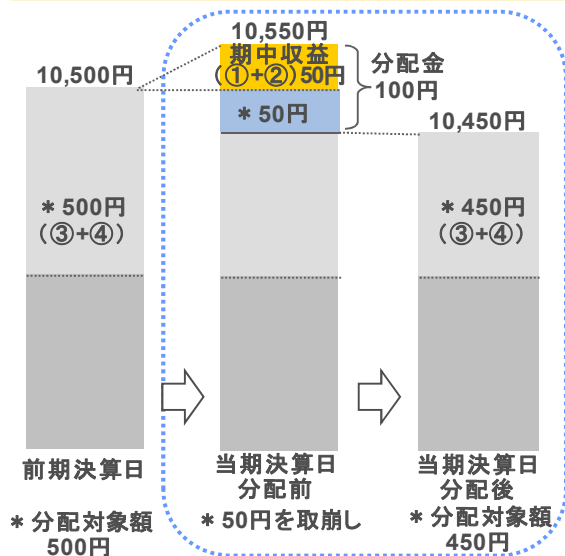 10,500円
＊500円
（③+④）
前期決算日
＊分配対象額
500円
10,550円
期中収益
（①+②）50円
＊50円
分配金
100円
当期決算日
分配前
＊50円を取崩し
10,450円
＊450円
（③+④）
当期決算日
分配後
＊分配対象額
450円